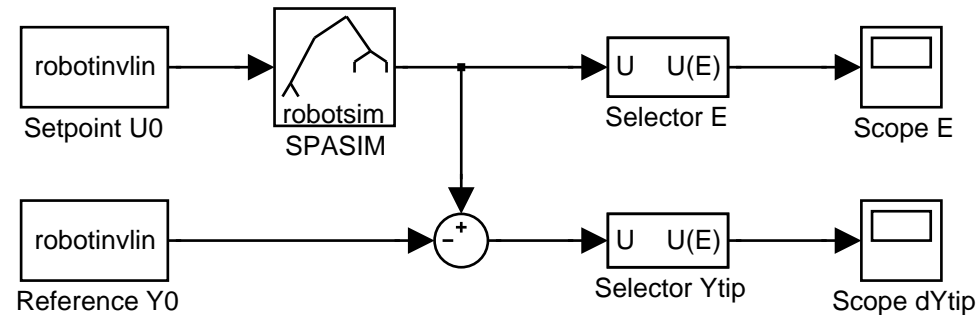 robotinvlin
Setpoint U0
robotsim
SPASIM
U U(E)
Selector E
Scope E
robotinvlin
Reference Y0
+
-
U U(E)
Selector Ytip
Scope dYtip